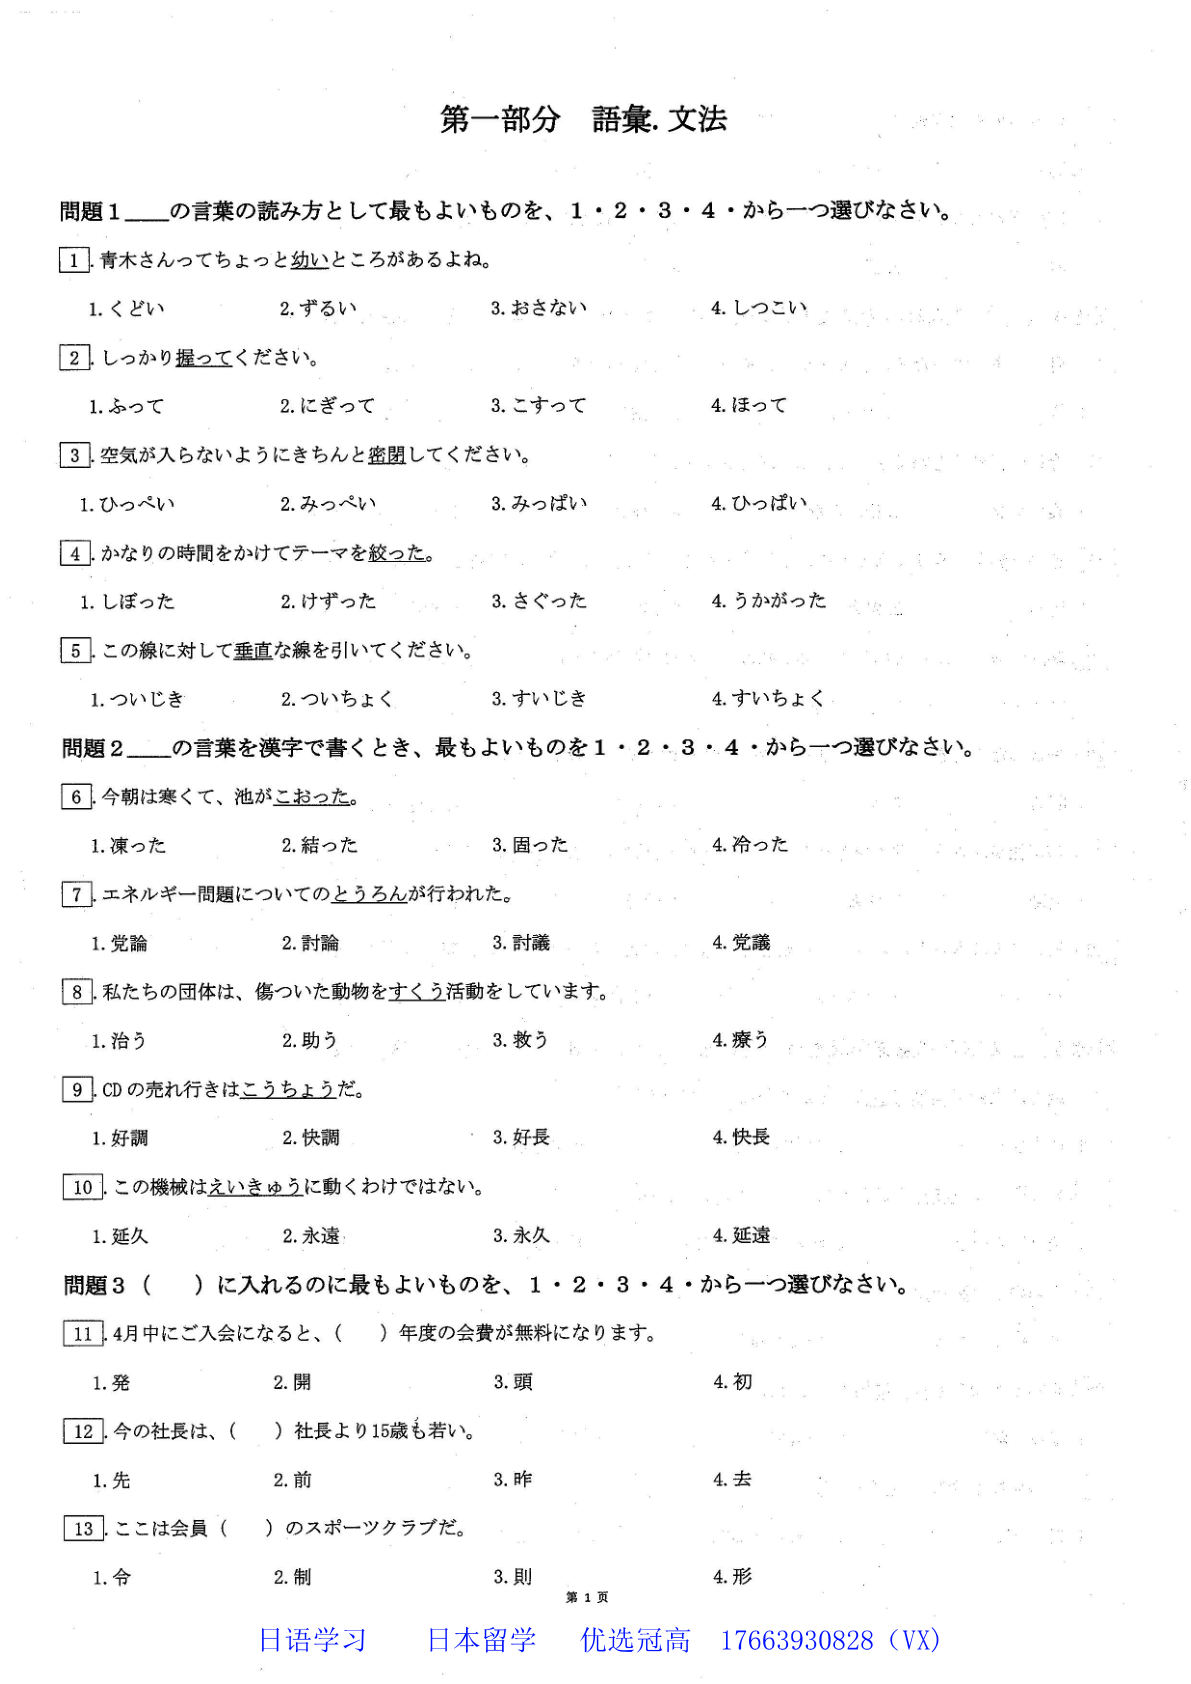 第一部分　語彙.文法
問題１____の言葉の読み方として最もよいものを、１・２・３・４・から一つ選びなさい。
1.青木さんってちょっと幼いところがあるよね。
1.くどい 2.ずるい 3.おさない 4.しつこい
2.しっかり握ってください。
1.ふって 2.にぎって 3.こすって 4.ほって
3.空気が入らないようにきちんと密閉してください。
1.ひっぺい 2.みっぺい 3.みっぱい 4.ひっぱい
4.かなりの時間をかけてテーマを絞った。
1.しぼった 2.けずった 3.さぐった 4.うかがった
5.この線に対して垂直な線を引いてください。
1.ついじき 2.ついちょく 3.すいじき 4.すいちょく
問題２____の言葉を漢字で書くとき、最もよいものを１・２・３・４・から一つ選びなさい。
6.今朝は寒くて、池がこおった。
1.凍った 2.結った 3.固った 4.冷った
7.エネルギー問題についてのとうろんが行われた。
1.党論 2.討論 3.討議 4.党議
8.私たちの団体は、傷ついた動物をすくう活動をしています。
1.治う 2.助う 3.救う 4.療う
9.CDの売れ行きはこうちょうだ。
1.好調 2.快調 3.好長 4.快長
10.この機械はえいきゅうに動くわけではない。
1.延久 2.永遠 3.永久 4.延遠
問題３（　　）に入れるのに最もよいものを、１・２・３・４・から一つ選びなさい。
11.4月中にご入会になると、（　　）年度の会費が無料になります。
1.発 2.開 3.頭 4.初
12.今の社長は、（　　）社長より15歳も若い。
1.先 2.前 3.昨 4.去
13.ここは会員（　　）のスポーツクラブだ。
1.令 2.制 3.則 4.形
第 1 页
日语学习　日本留学　优选冠高　17663930828（VX）